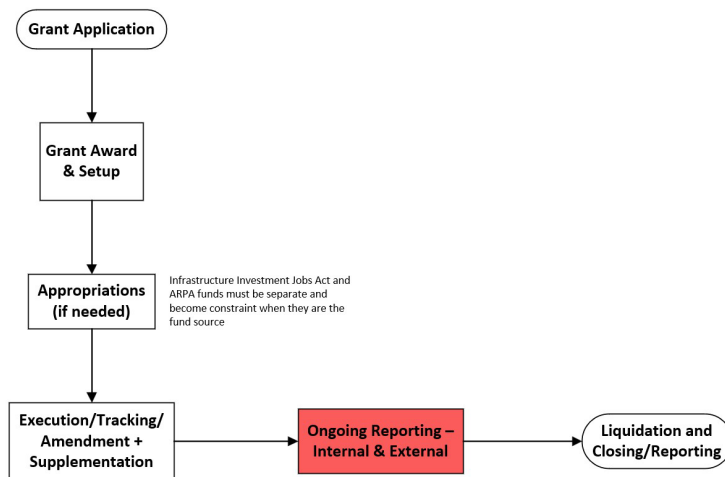 Grant Application
Grant Award
& Setup
Appropriations
(if needed)
Infrastructure Investment Jobs Act and
ARPA funds must be separate and
become constraint when they are the
fund source
Execution/Tracking/
Amendment +
Supplementation
Ongoing Reporting –
Internal & External
Liquidation and
Closing/Reporting